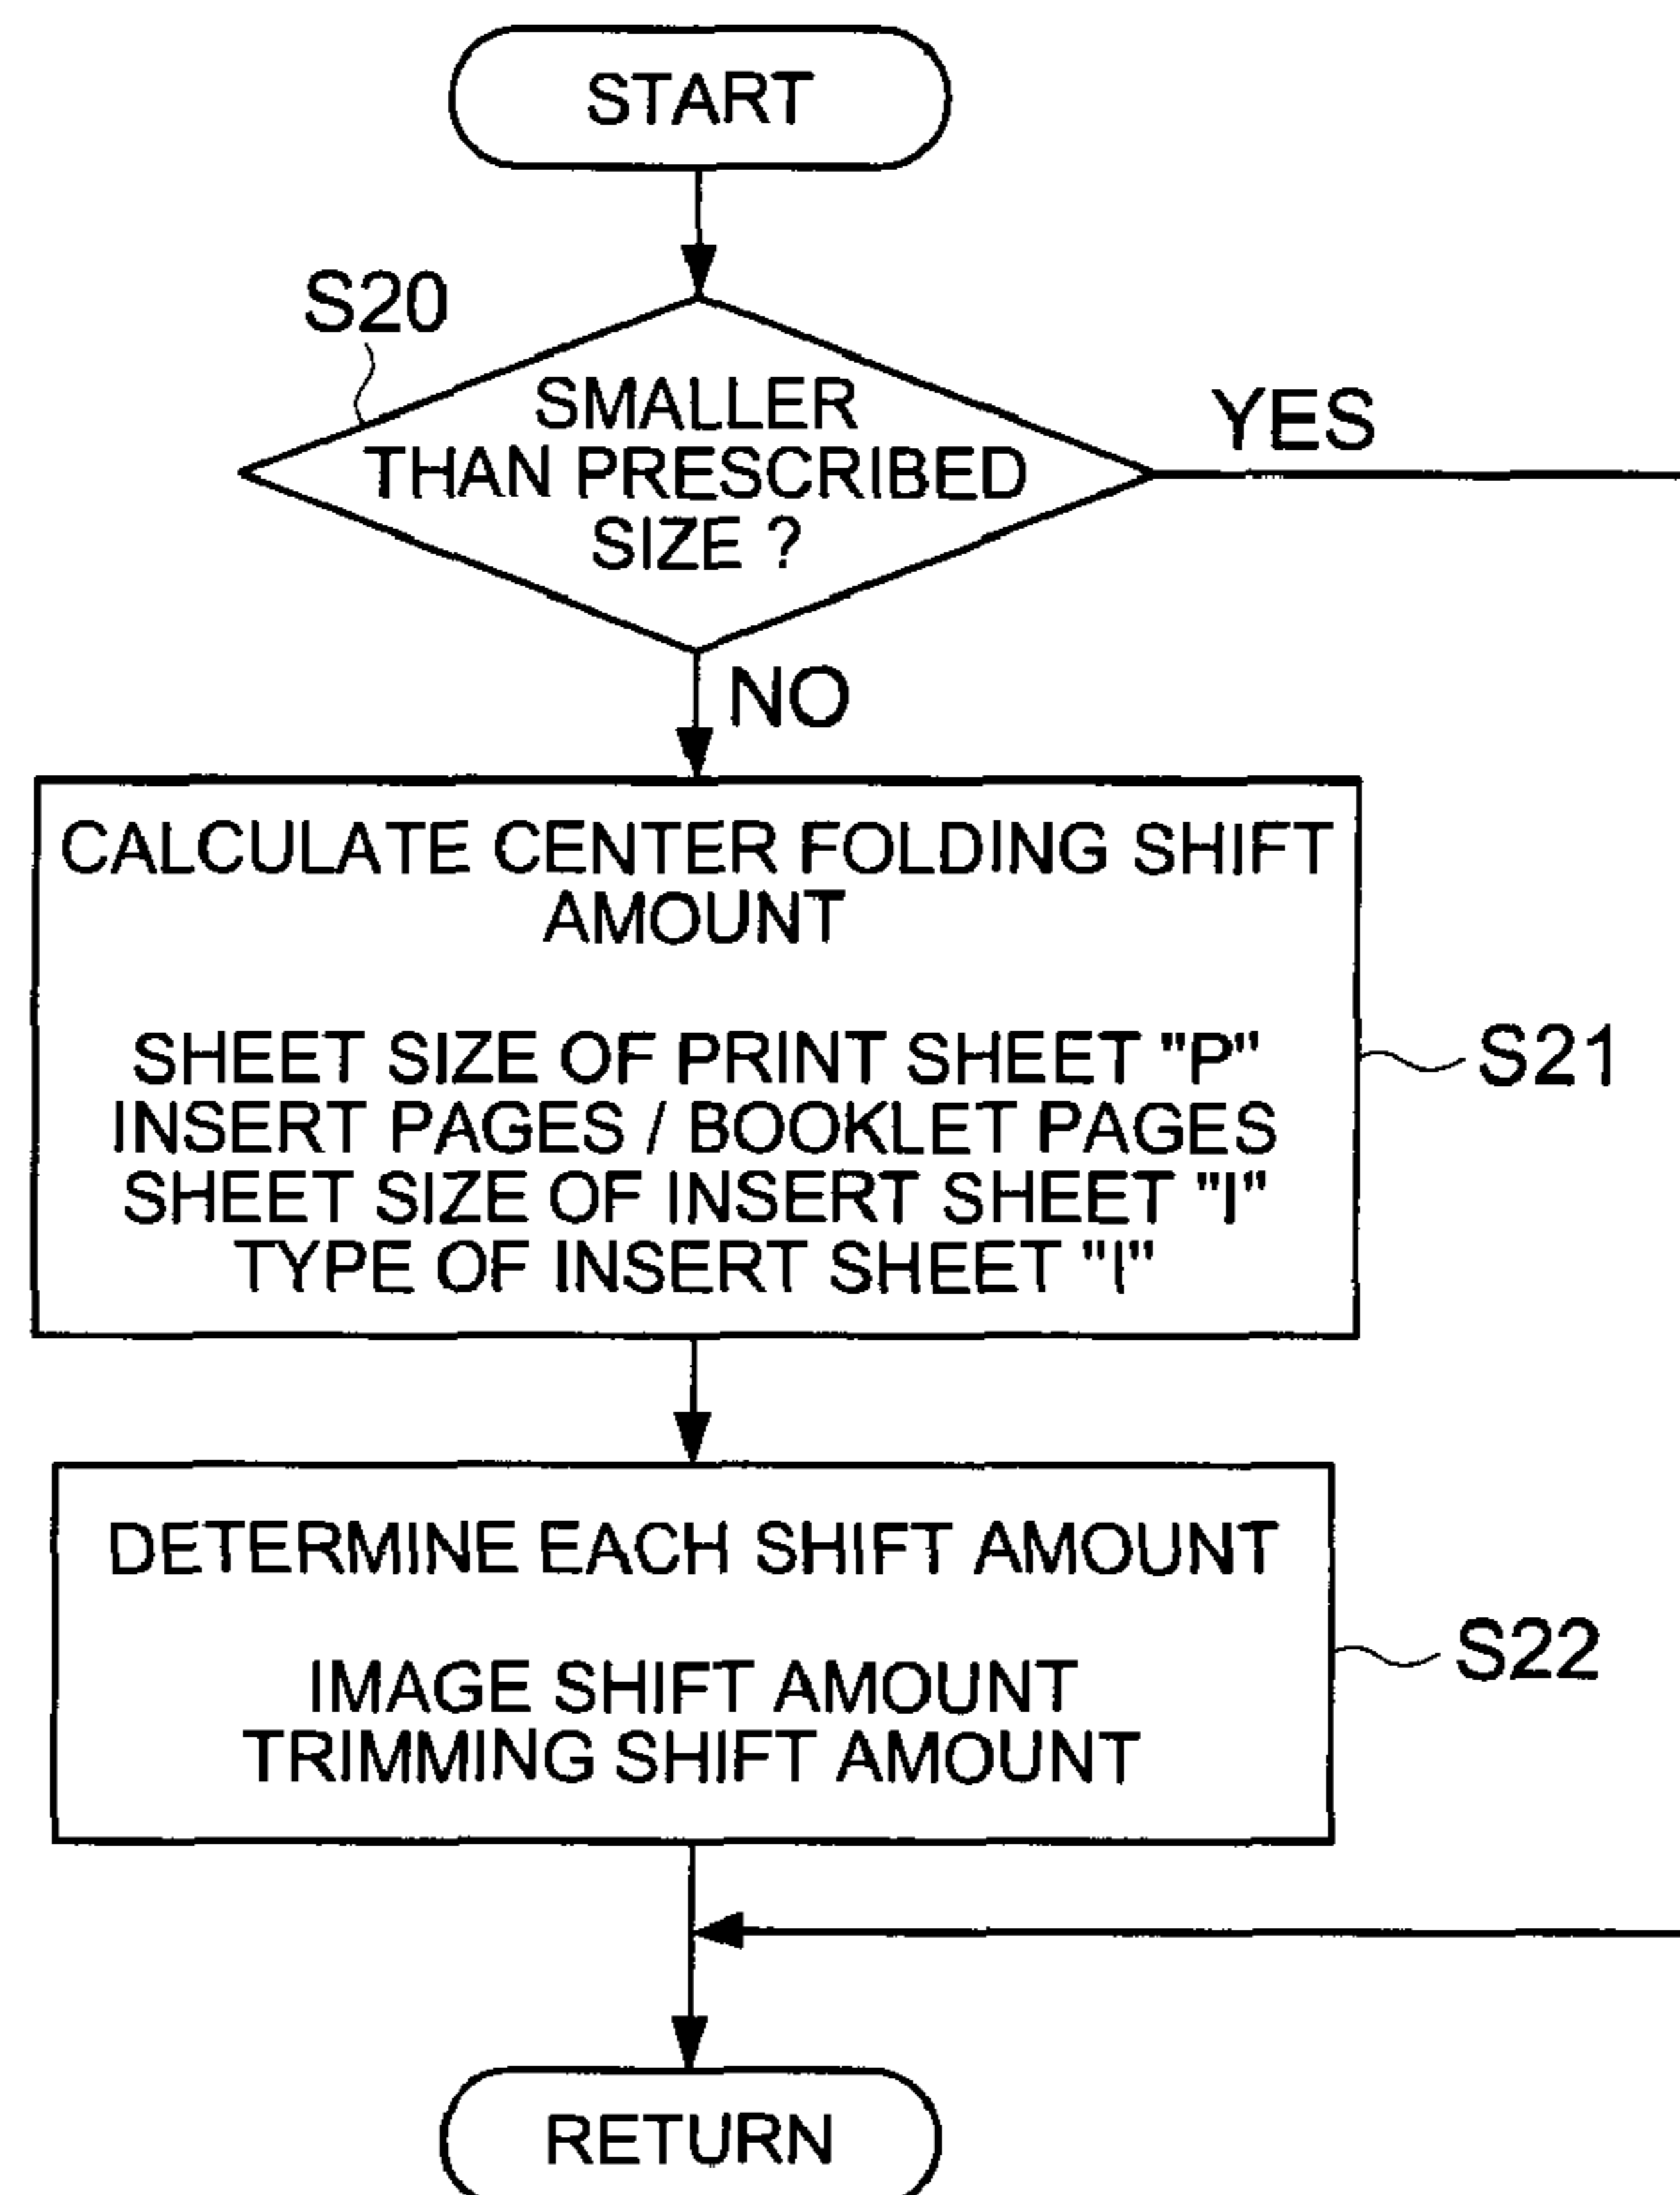 START
S20
SMALLER
THAN PRESCRIBED
SIZE ?
YES
NO
CALCULATE CENTER FOLDING SHIFT
AMOUNT
SHEET SIZE OF PRINT SHEET "P"
INSERT PAGES / BOOKLET PAGES
SHEET SIZE OF INSERT SHEET "I"
TYPE OF INSERT SHEET "I"
S21
DETERMINE EACH SHIFT AMOUNT
IMAGE SHIFT AMOUNT
TRIMMING SHIFT AMOUNT
S22
RETURN